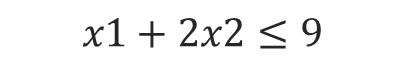 x1 + 2x2 ≤ 9